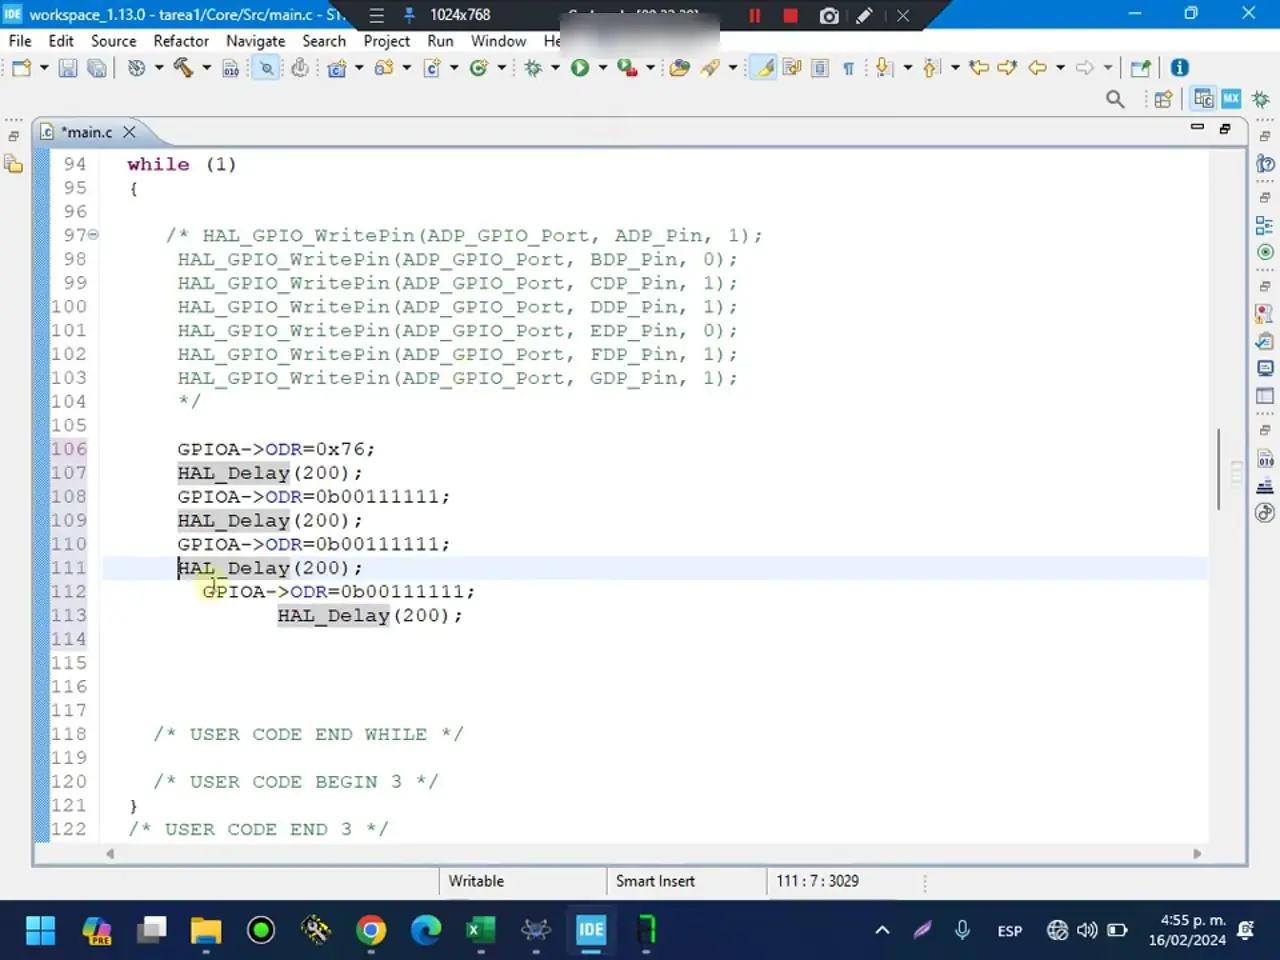 workspace_1.13.0 - tarea1/Core/Src/main.c - ST
1024x768
File Edit Source Refactor Navigate Search Project Run Window He
*main.c
94 while (1)
95 {
96
97 /* HAL_GPIO_WritePin(ADP_GPIO_Port, ADP_Pin, 1);
98 HAL_GPIO_WritePin(ADP_GPIO_Port, BDP_Pin, 0);
99 HAL_GPIO_WritePin(ADP_GPIO_Port, CDP_Pin, 1);
100 HAL_GPIO_WritePin(ADP_GPIO_Port, DDP_Pin, 1);
101 HAL_GPIO_WritePin(ADP_GPIO_Port, EDP_Pin, 0);
102 HAL_GPIO_WritePin(ADP_GPIO_Port, FDP_Pin, 1);
103 HAL_GPIO_WritePin(ADP_GPIO_Port, GDP_Pin, 1);
104 */
105
106 GPIOA->ODR=0x76;
107 HAL_Delay(200);
108 GPIOA->ODR=0b00111111;
109 HAL_Delay(200);
110 GPIOA->ODR=0b00111111;
111 HAL_Delay(200);
112 GPIOA->ODR=0b00111111;
113 HAL_Delay(200);
114
115
116
117
118 /* USER CODE END WHILE */
119
120 /* USER CODE BEGIN 3 */
121 }
122 /* USER CODE END 3 */
Writable Smart Insert 111 : 7 : 3029
IDE ESP 4:55 p. m.
16/02/2024